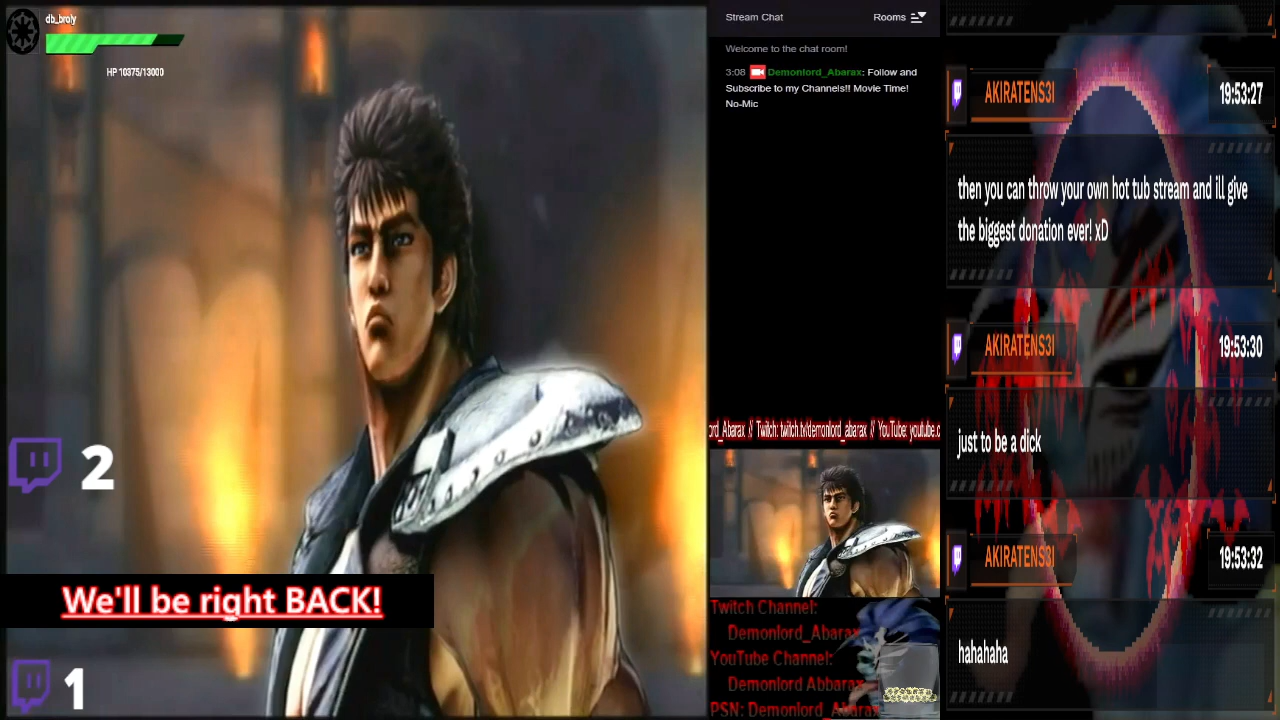 db_broly
HP 10375/13000
2
We'll be right BACK!
1
Stream Chat
Rooms
Welcome to the chat room!
3:08 Demonlord_Abarax: Follow and
Subscribe to my Channels!! Movie Time!
No-Mic
ord_Abarax // Twitch: twitch.tv/demonlord_abarax // YouTube: youtube.c
Twitch Channel:
Demonlord_Abarax
YouTube Channel:
Demonlord Abbarax
PSN: Demonlord_Abarax
AKIRATENS3I
19:53:27
then you can throw your own hot tub stream and ill give
the biggest donation ever! xD
AKIRATENS3I
19:53:30
just to be a dick
AKIRATENS3I
19:53:32
hahahaha